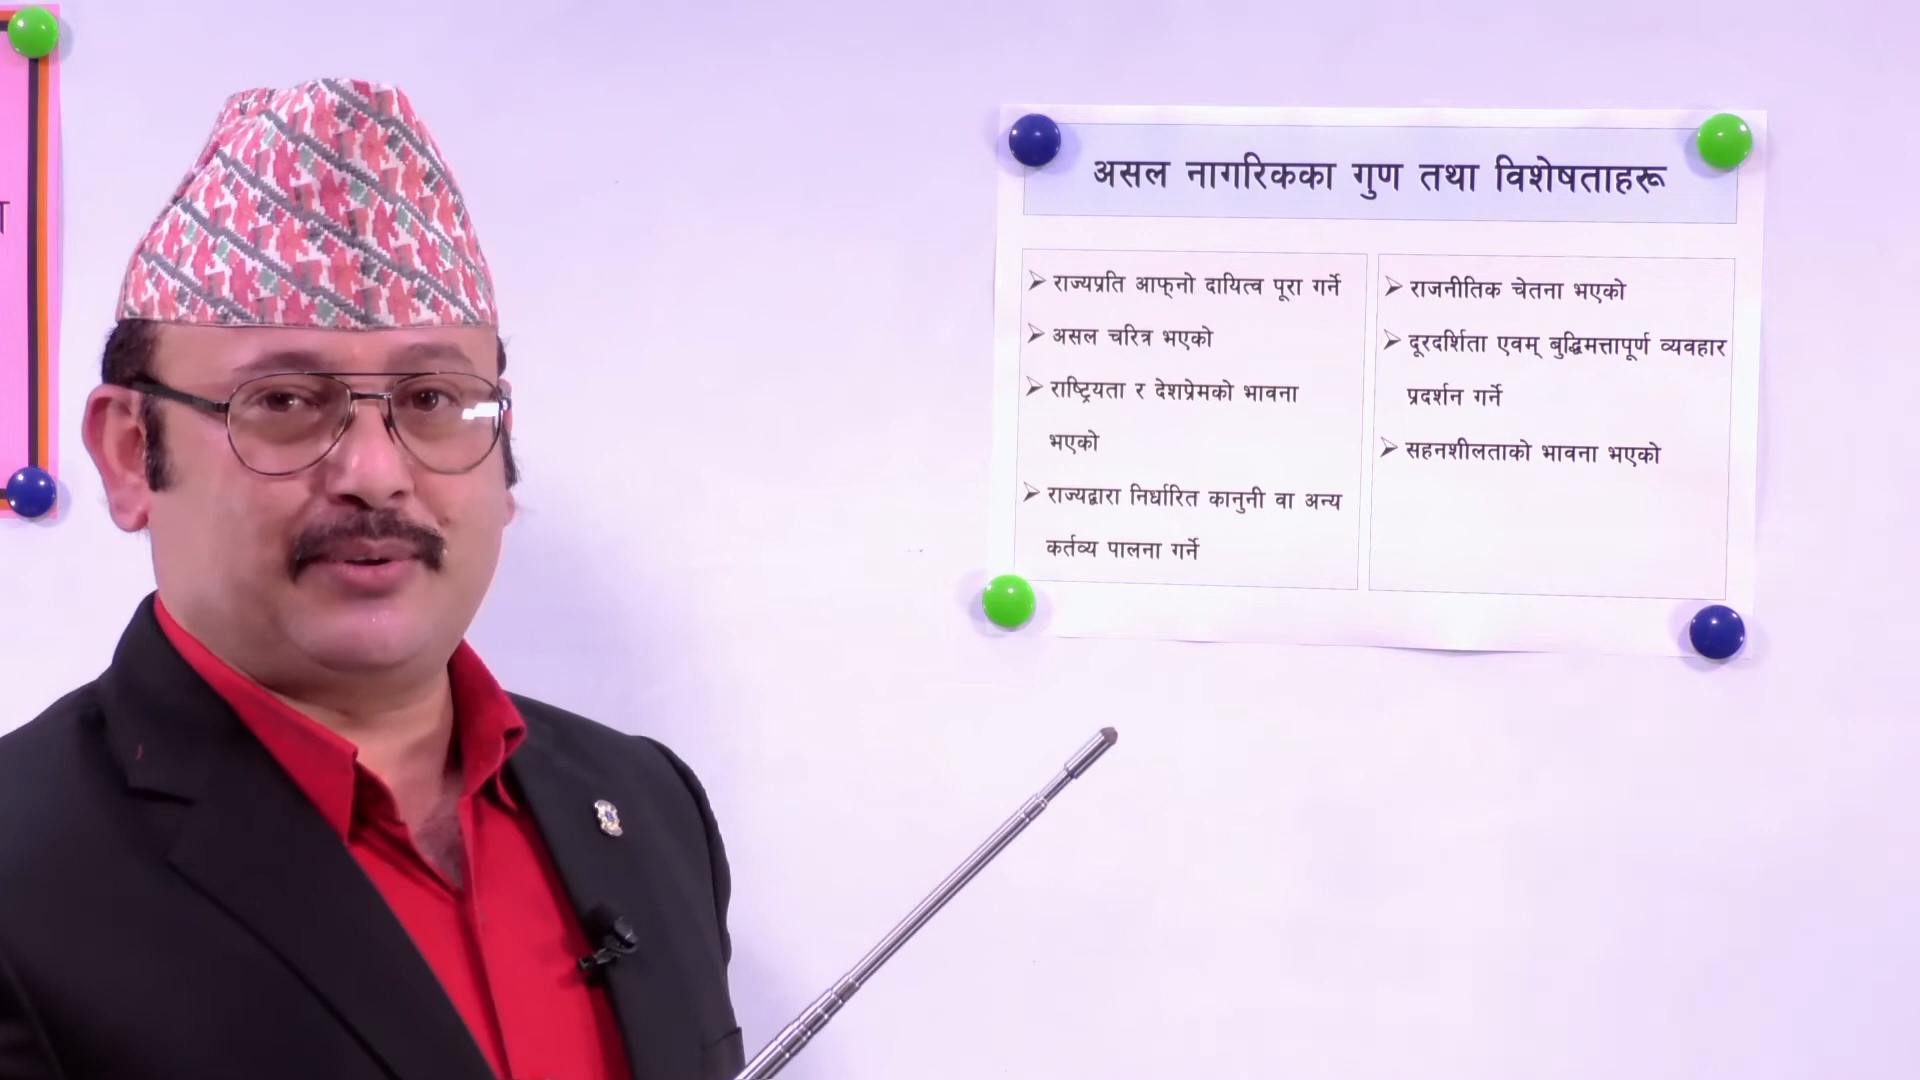 असल नागरिकका गुण तथा विशेषताहरू
➢ राज्यप्रति आफ्‌नो दायित्व पूरा गर्ने
➢ असल चरित्र भएको
➢ राष्ट्रियता र देशप्रेमको भावना
भएको
➢ राज्यद्वारा निर्धारित कानुनी वा अन्य
कर्तव्य पालना गर्ने
➢ राजनीतिक चेतना भएको
➢ दूरदर्शिता एवम् बुद्धिमत्तापूर्ण व्यवहार
प्रदर्शन गर्ने
➢ सहनशीलताको भावना भएको